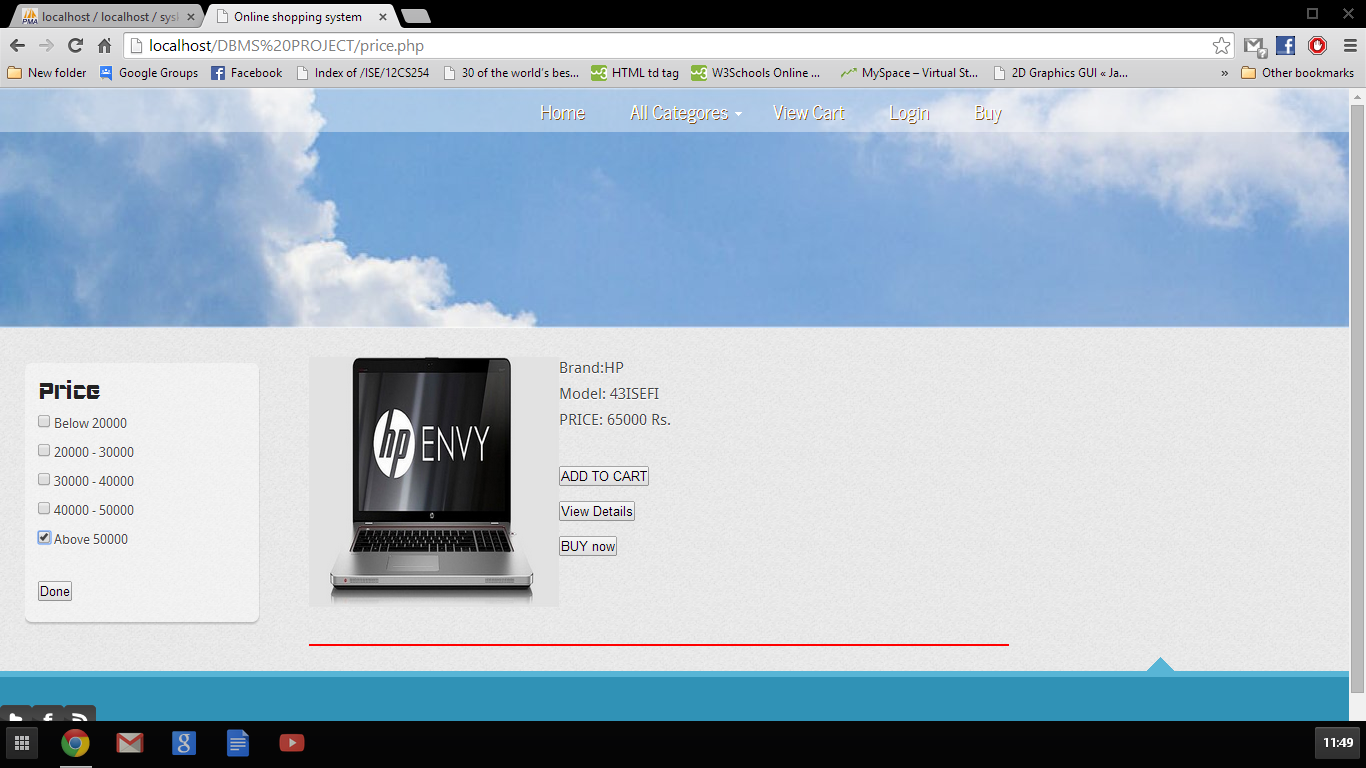 localhost / localhost / sysl
Online shopping system
localhost/DBMS%20PROJECT/price.php
New folder
Google Groups
Facebook
Index of /ISE/12CS254
30 of the world's bes...
HTML td tag
W3Schools Online ...
MySpace – Virtual St...
2D Graphics GUI « Ja...
»
Other bookmarks
Home
All Categores
View Cart
Login
Buy
Price
Below 20000
20000 - 30000
30000 - 40000
40000 - 50000
Above 50000
Done
hp ENVY
Brand:HP
Model: 43ISEFI
PRICE: 65000 Rs.
ADD TO CART
View Details
BUY now
11:49